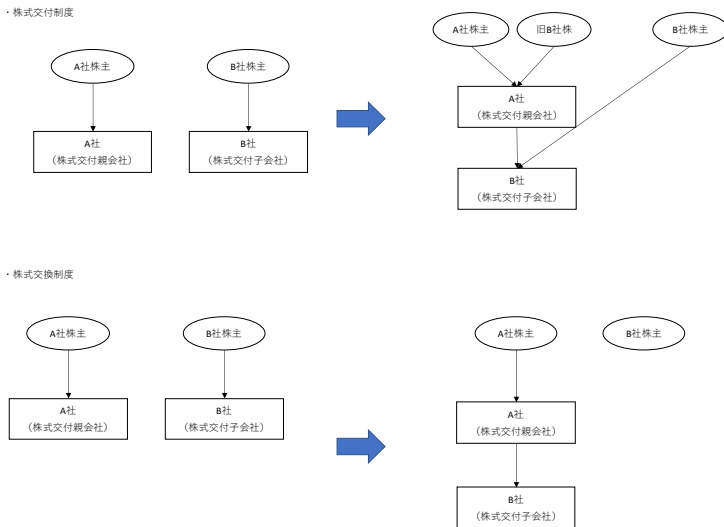 ・株式交付制度
A社株主
B社株主
A社
（株式交付親会社）
B社
（株式交付子会社）
A社株主
旧B社株
B社株主
A社
（株式交付親会社）
B社
（株式交付子会社）
・株式交換制度
A社株主
B社株主
A社
（株式交付親会社）
B社
（株式交付子会社）
A社株主
B社株主
A社
（株式交付親会社）
B社
（株式交付子会社）